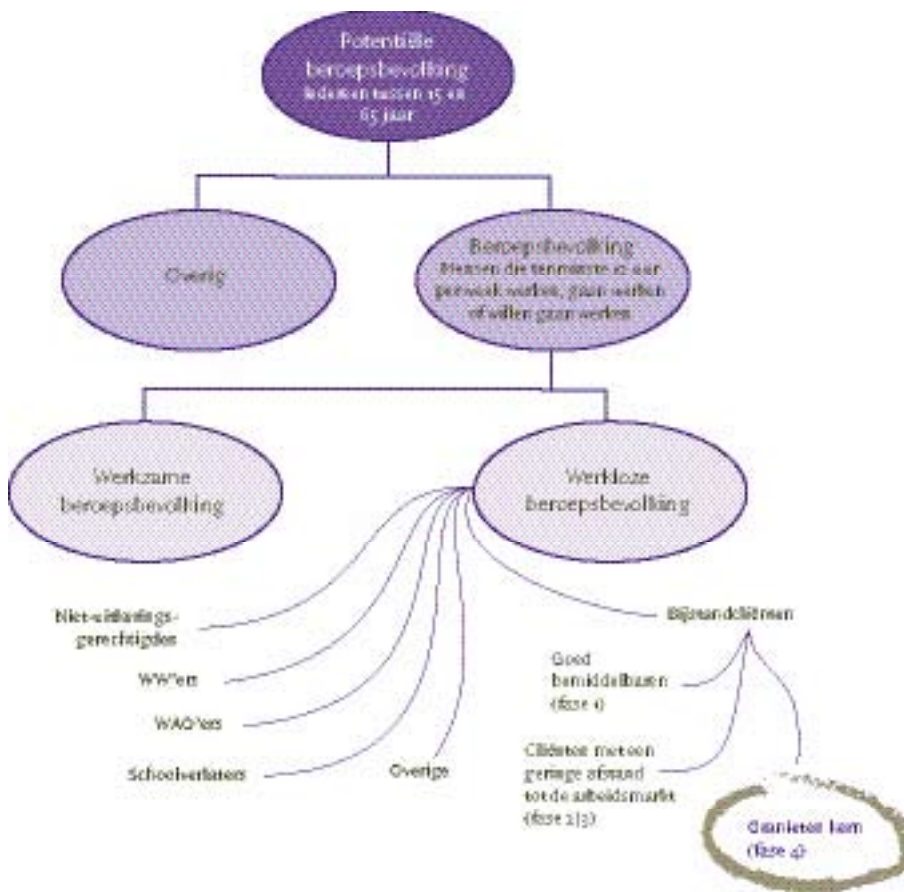 Potentiële
beroepsbevolking
Iedereen tussen 15 en
65 jaar
Overig
Beroepsbevolking
Mensen die tenminste 12 uur
per week werken, gaan werken
of willen gaan werken
Werkzame
beroepsbevolking
Werkloze
beroepsbevolking
Niet-uitkerings-
gerechtigden
WW'ers
WAO'ers
Schoolverlaters
Overige
Bijstandcliënten
Goed
bemiddelbaren
(fase 1)
Cliënten met een
geringe afstand
tot de arbeidsmarkt
(fase 2/3)
Granieten kern
(fase 4)